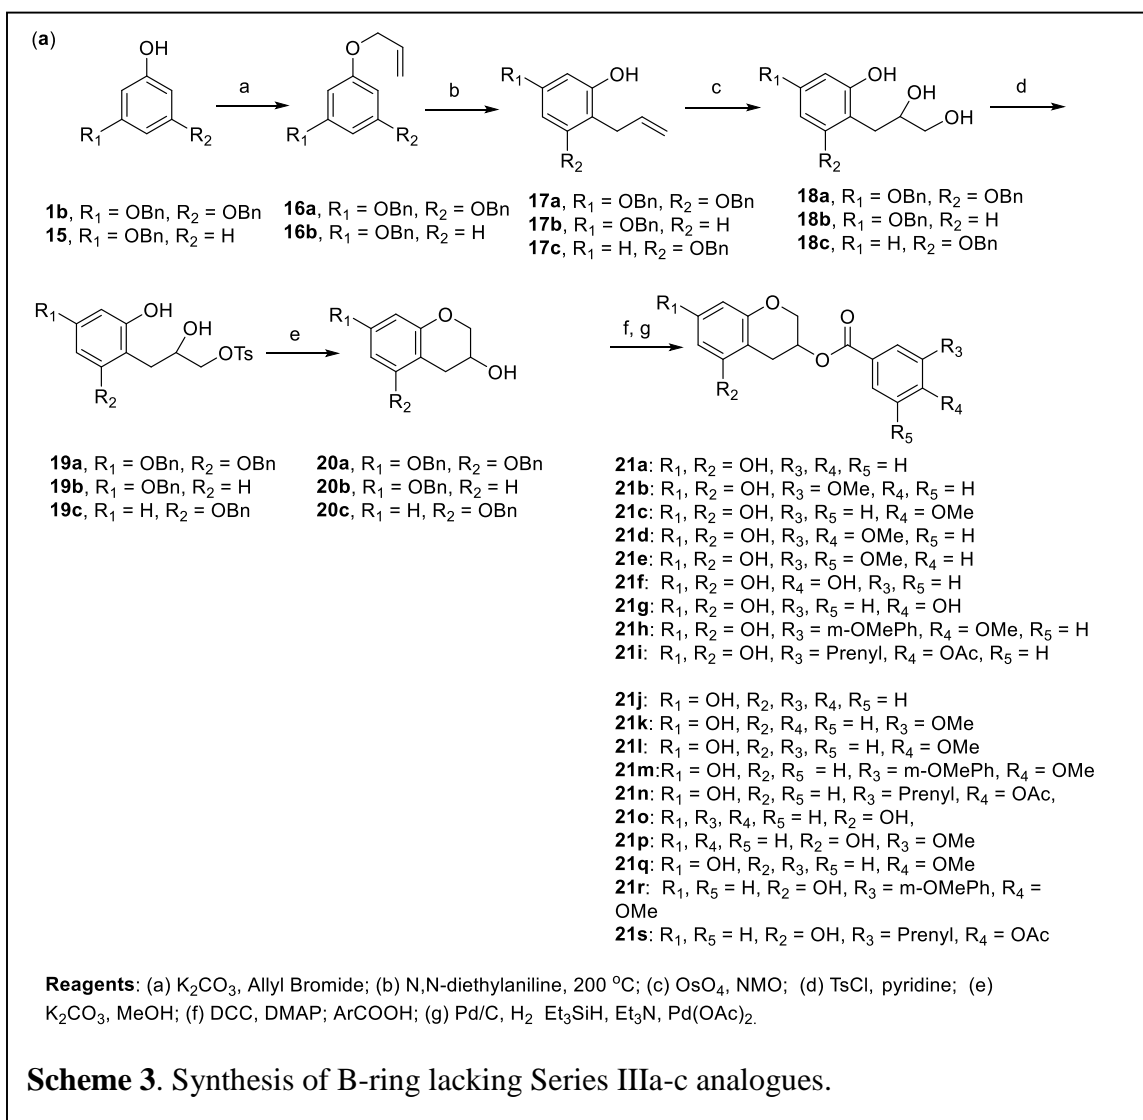 (a)
OH
R₁
R₂
a
O
R₁
R₂
b
R₁
OH
R₂
c
R₁
OH
OH
OH
R₂
d
1b, R₁ = OBn, R₂ = OBn
15, R₁ = OBn, R₂ = H
16a, R₁ = OBn, R₂ = OBn
16b, R₁ = OBn, R₂ = H
17a, R₁ = OBn, R₂ = OBn
17b, R₁ = OBn, R₂ = H
17c, R₁ = H, R₂ = OBn
18a, R₁ = OBn, R₂ = OBn
18b, R₁ = OBn, R₂ = H
18c, R₁ = H, R₂ = OBn
R₁
OH
OH
OTs
R₂
e
R₁
O
OH
R₂
f, g
R₁
O
R₂
O
O
R₃
R₄
R₅
19a, R₁ = OBn, R₂ = OBn
19b, R₁ = OBn, R₂ = H
19c, R₁ = H, R₂ = OBn
20a, R₁ = OBn, R₂ = OBn
20b, R₁ = OBn, R₂ = H
20c, R₁ = H, R₂ = OBn
21a: R₁, R₂ = OH, R₃, R₄, R₅ = H
21b: R₁, R₂ = OH, R₃ = OMe, R₄, R₅ = H
21c: R₁, R₂ = OH, R₃, R₅ = H, R₄ = OMe
21d: R₁, R₂ = OH, R₃, R₄ = OMe, R₅ = H
21e: R₁, R₂ = OH, R₃, R₅ = OMe, R₄ = H
21f: R₁, R₂ = OH, R₄ = OH, R₃, R₅ = H
21g: R₁, R₂ = OH, R₃, R₅ = H, R₄ = OH
21h: R₁, R₂ = OH, R₃ = m-OMePh, R₄ = OMe, R₅ = H
21i: R₁, R₂ = OH, R₃ = Prenyl, R₄ = OAc, R₅ = H
21j: R₁ = OH, R₂, R₃, R₄, R₅ = H
21k: R₁ = OH, R₂, R₄, R₅ = H, R₃ = OMe
21l: R₁ = OH, R₂, R₃, R₅ = H, R₄ = OMe
21m:R₁ = OH, R₂, R₅ = H, R₃ = m-OMePh, R₄ = OMe
21n: R₁ = OH, R₂, R₅ = H, R₃ = Prenyl, R₄ = OAc,
21o: R₁, R₃, R₄, R₅ = H, R₂ = OH,
21p: R₁, R₄, R₅ = H, R₂ = OH, R₃ = OMe
21q: R₁ = OH, R₂, R₃, R₅ = H, R₄ = OMe
21r: R₁, R₅ = H, R₂ = OH, R₃ = m-OMePh, R₄ =
OMe
21s: R₁, R₅ = H, R₂ = OH, R₃ = Prenyl, R₄ = OAc
Reagents: (a) K₂CO₃, Allyl Bromide; (b) N,N-diethylaniline, 200 ⁰C; (c) OsO₄, NMO; (d) TsCl, pyridine; (e)
K₂CO₃, MeOH; (f) DCC, DMAP; ArCOOH; (g) Pd/C, H₂ Et₃SiH, Et₃N, Pd(OAc)₂.
Scheme 3. Synthesis of B-ring lacking Series IIIa-c analogues.